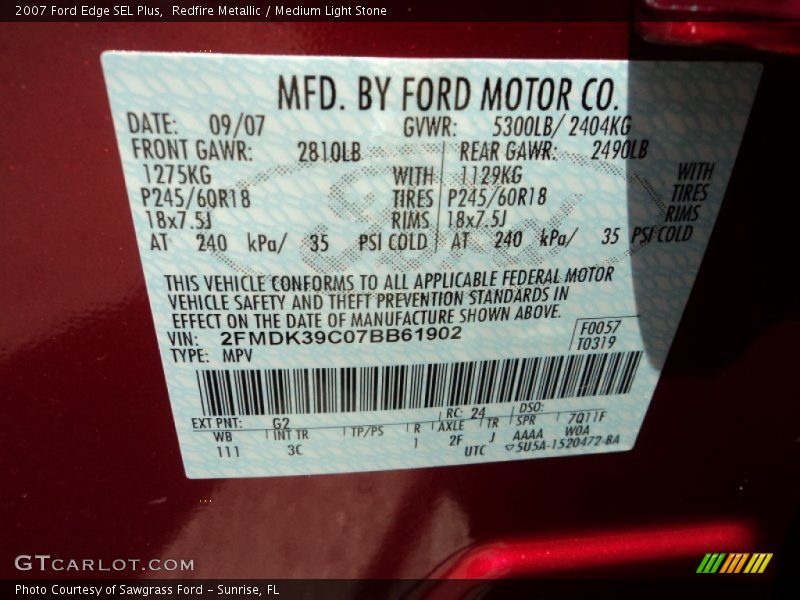 2007 Ford Edge SEL Plus,  Redfire Metallic / Medium Light Stone
MFD. BY FORD MOTOR CO.
DATE: 09/07 GVWR: 5300LB/ 2404KG
FRONT GAWR: 2810LB REAR GAWR: 2490LB
1275KG WITH 1129KG WITH
P245/60R18 TIRES P245/60R18 TIRES
18x7.5J RIMS 18x7.5J RIMS
AT 240 kPa/ 35 PSI COLD AT 240 kPa/ 35 PSI COLD
THIS VEHICLE CONFORMS TO ALL APPLICABLE FEDERAL MOTOR
VEHICLE SAFETY AND THEFT PREVENTION STANDARDS IN
EFFECT ON THE DATE OF MANUFACTURE SHOWN ABOVE.
VIN: 2FMDK39C07BB61902 F0057
TYPE: MPV T0319
EXT PNT: G2 RC: 24 DSO:
WB INT TR TP/PS R AXLE TR SPR 7Q11F
111 3C 1 2F J AAAA W0A
UTC 5U5A-1520472-BA
GTCARLOT.COM
Photo Courtesy of Sawgrass Ford - Sunrise, FL